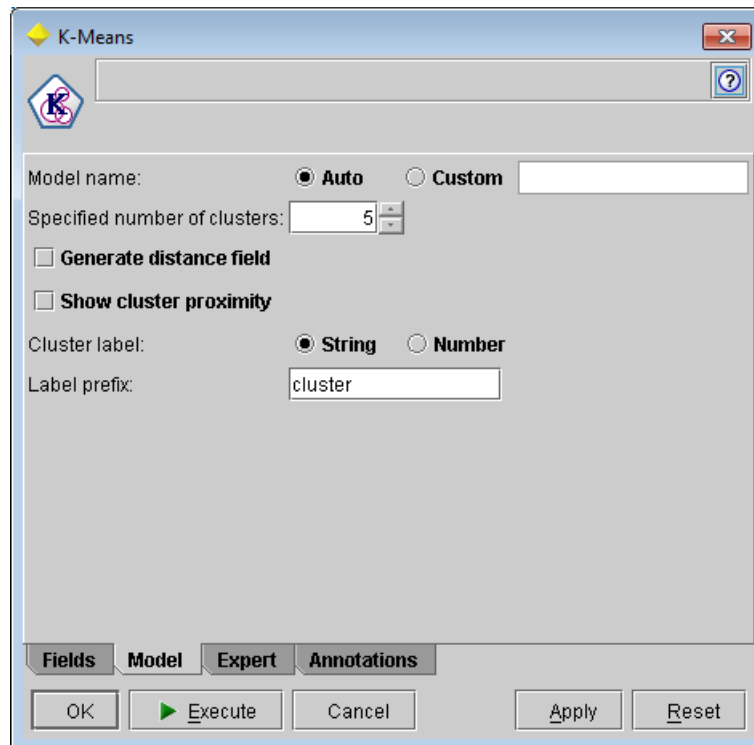 K-Means
Model name: Auto Custom
Specified number of clusters: 5
Generate distance field
Show cluster proximity
Cluster label: String Number
Label prefix: cluster
Fields Model Expert Annotations
OK Execute Cancel Apply Reset